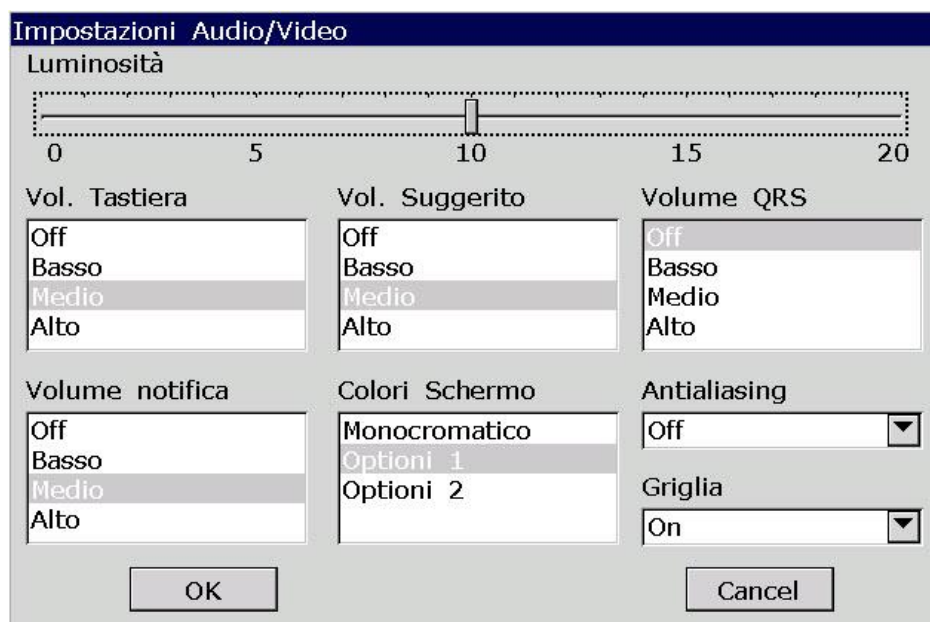 Impostazioni Audio/Video
Luminosità
0 5 10 15 20
Vol. Tastiera
Off
Basso
Medio
Alto
Vol. Suggerito
Off
Basso
Medio
Alto
Volume QRS
Off
Basso
Medio
Alto
Volume notifica
Off
Basso
Medio
Alto
Colori Schermo
Monocromatico
Optioni 1
Optioni 2
Antialiasing
Off
Griglia
On
OK
Cancel